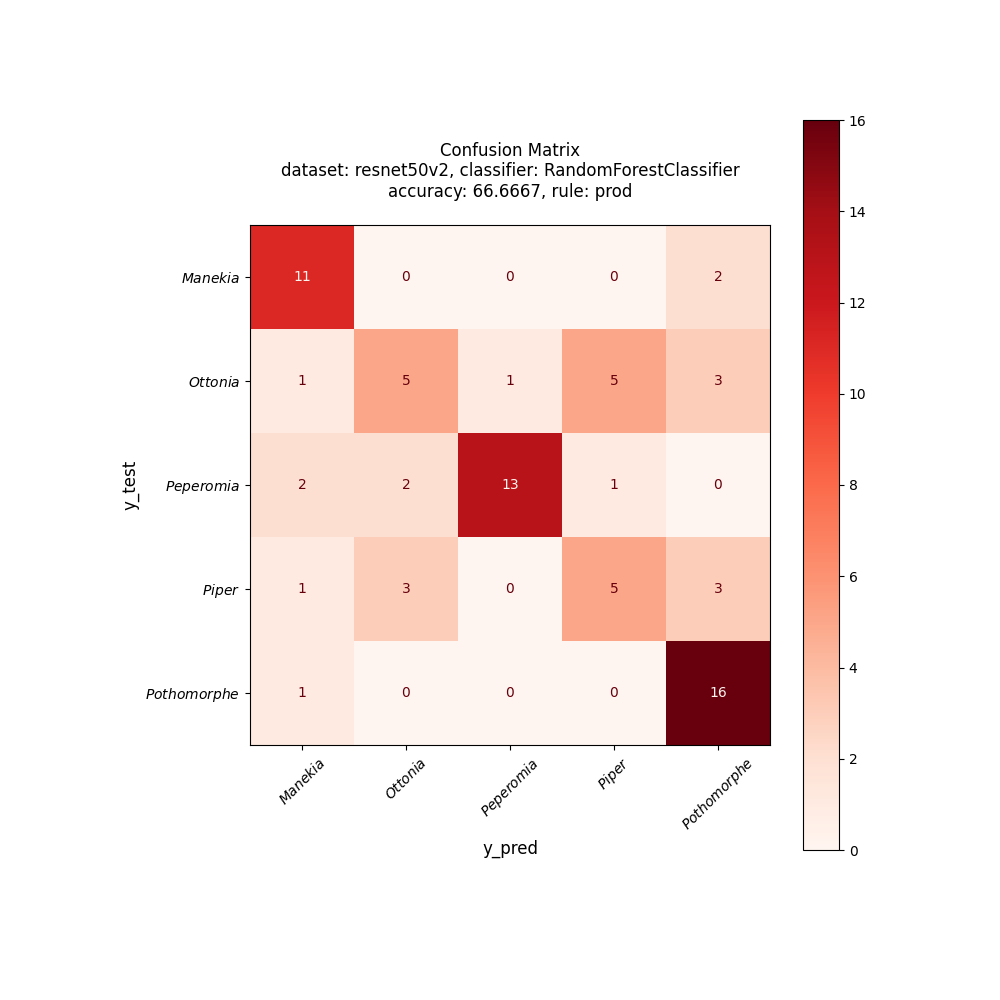 Confusion Matrix
dataset: resnet50v2, classifier: RandomForestClassifier
accuracy: 66.6667, rule: prod
y_test
Manekia 11 0 0 0 2
Ottonia 1 5 1 5 3
Peperomia 2 2 13 1 0
Piper 1 3 0 5 3
Pothomorphe 1 0 0 0 16
Manekia Ottonia Peperomia Piper Pothomorphe
y_pred
16
14
12
10
8
6
4
2
0